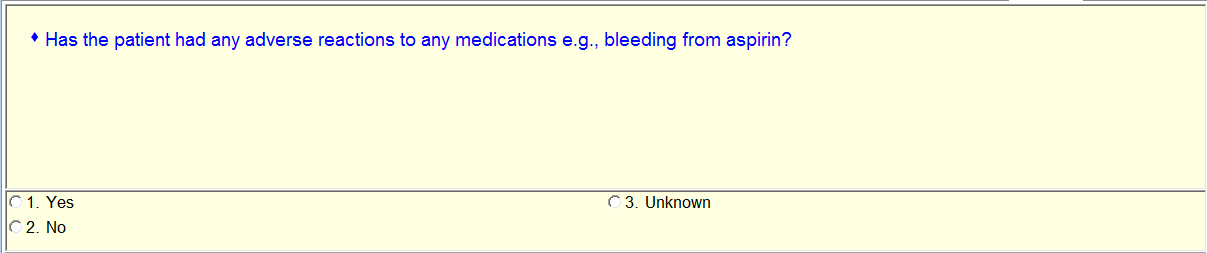 ♦ Has the patient had any adverse reactions to any medications e.g., bleeding from aspirin?
1. Yes
2. No
3. Unknown